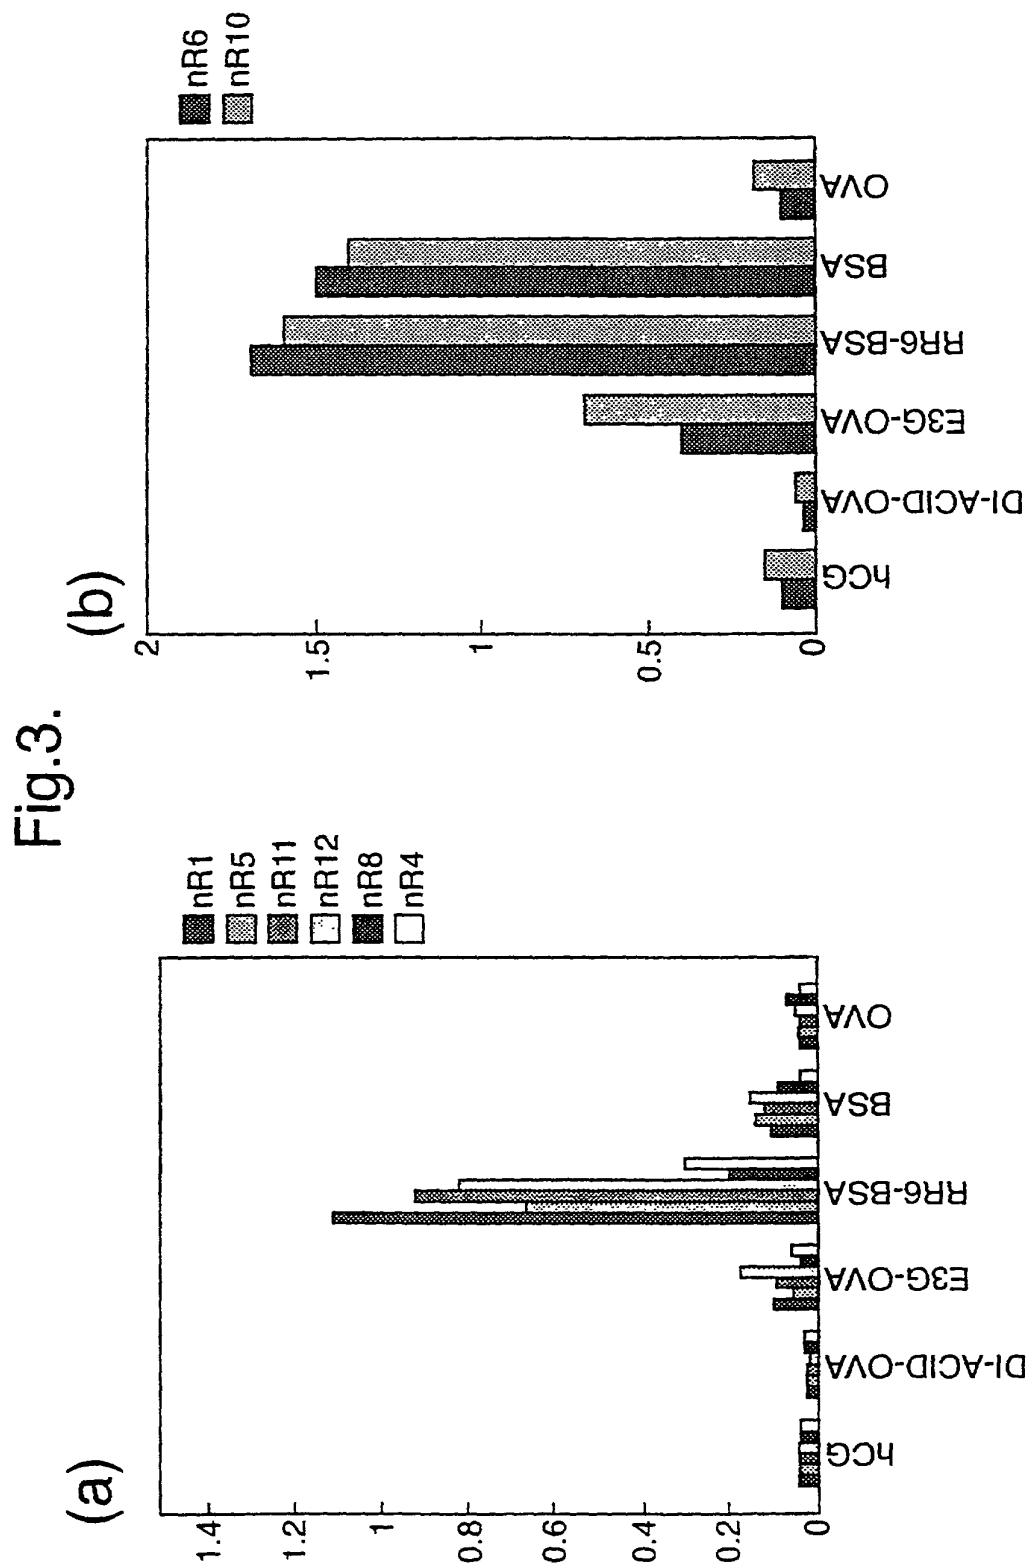 Fig.3.
(a)
1.4
1.2
1
0.8
0.6
0.4
0.2
0
hCG
DI-ACID-OVA
E3G-OVA
RR6-BSA
BSA
OVA
nR1
nR5
nR11
nR12
nR8
nR4
(b)
2
1.5
1
0.5
0
hCG
DI-ACID-OVA
E3G-OVA
RR6-BSA
BSA
OVA
nR6
nR10